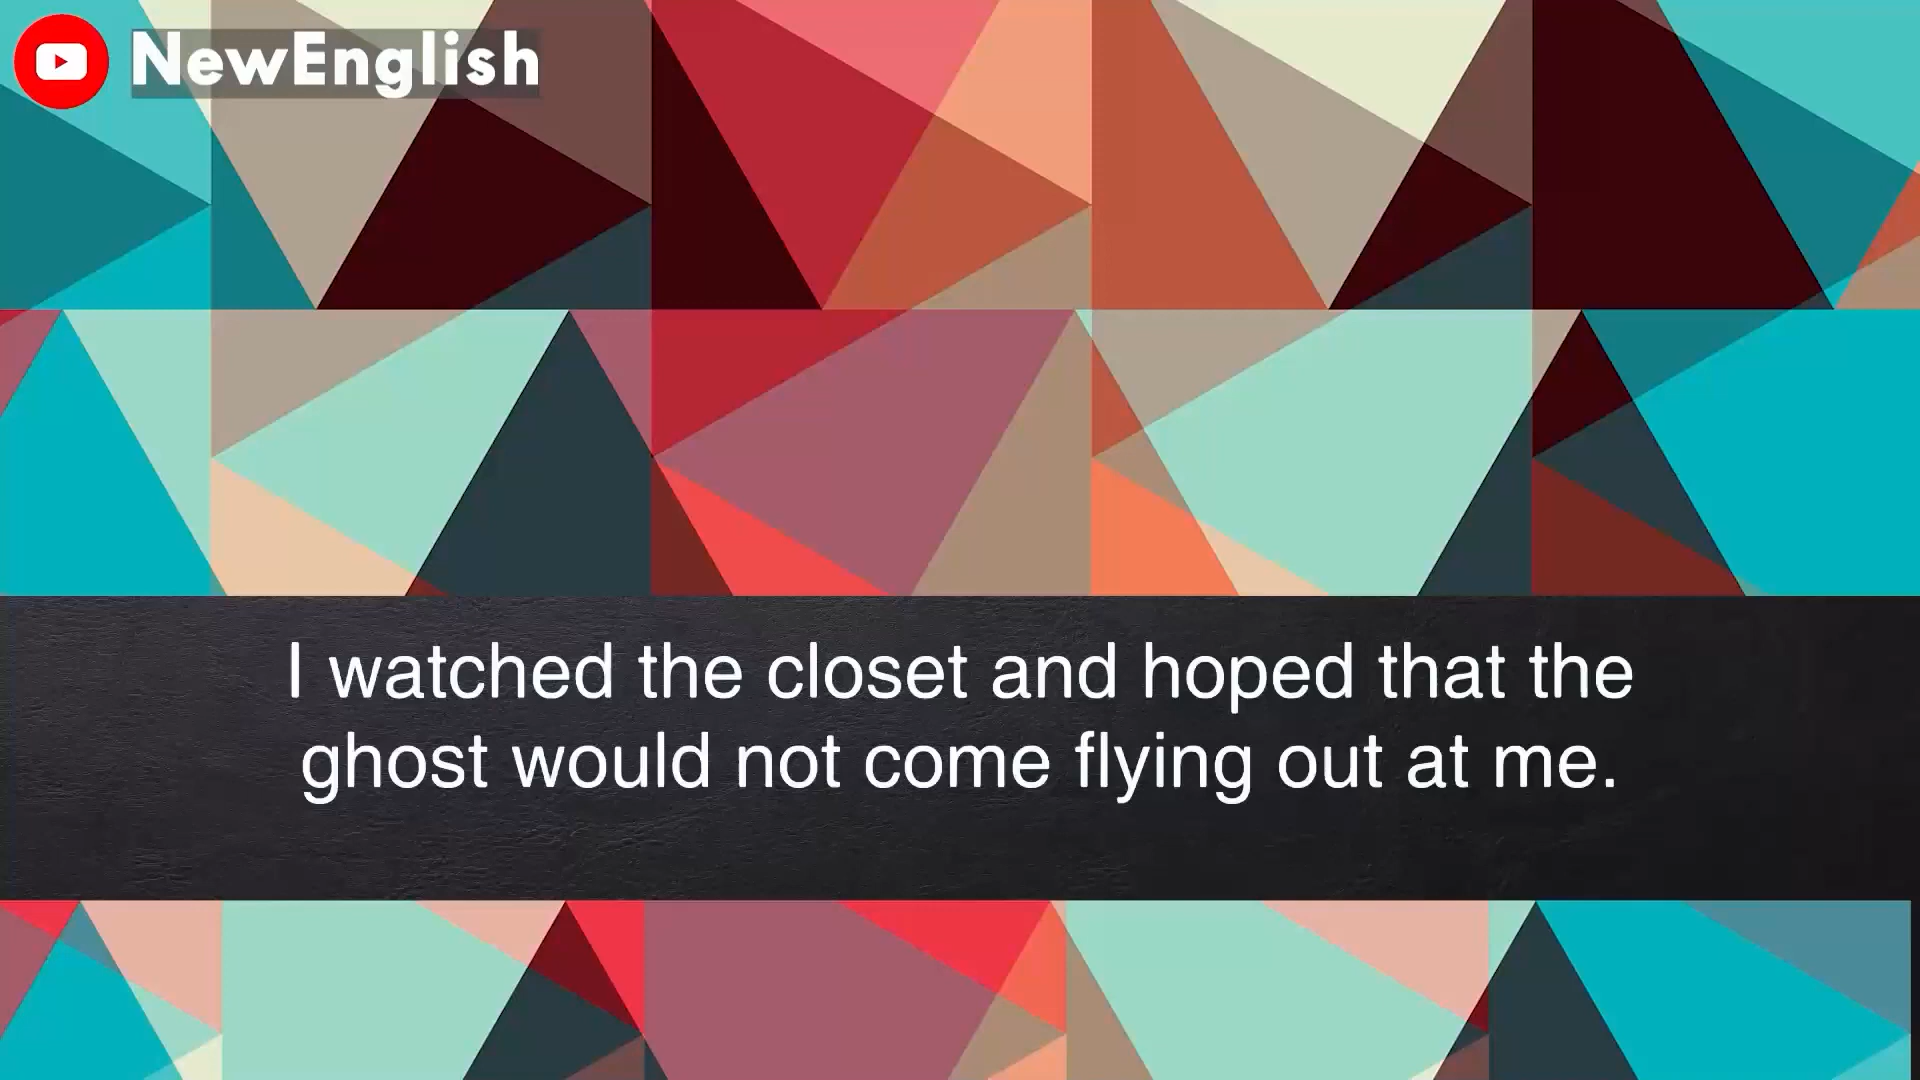 NewEnglish
I watched the closet and hoped that the
ghost would not come flying out at me.